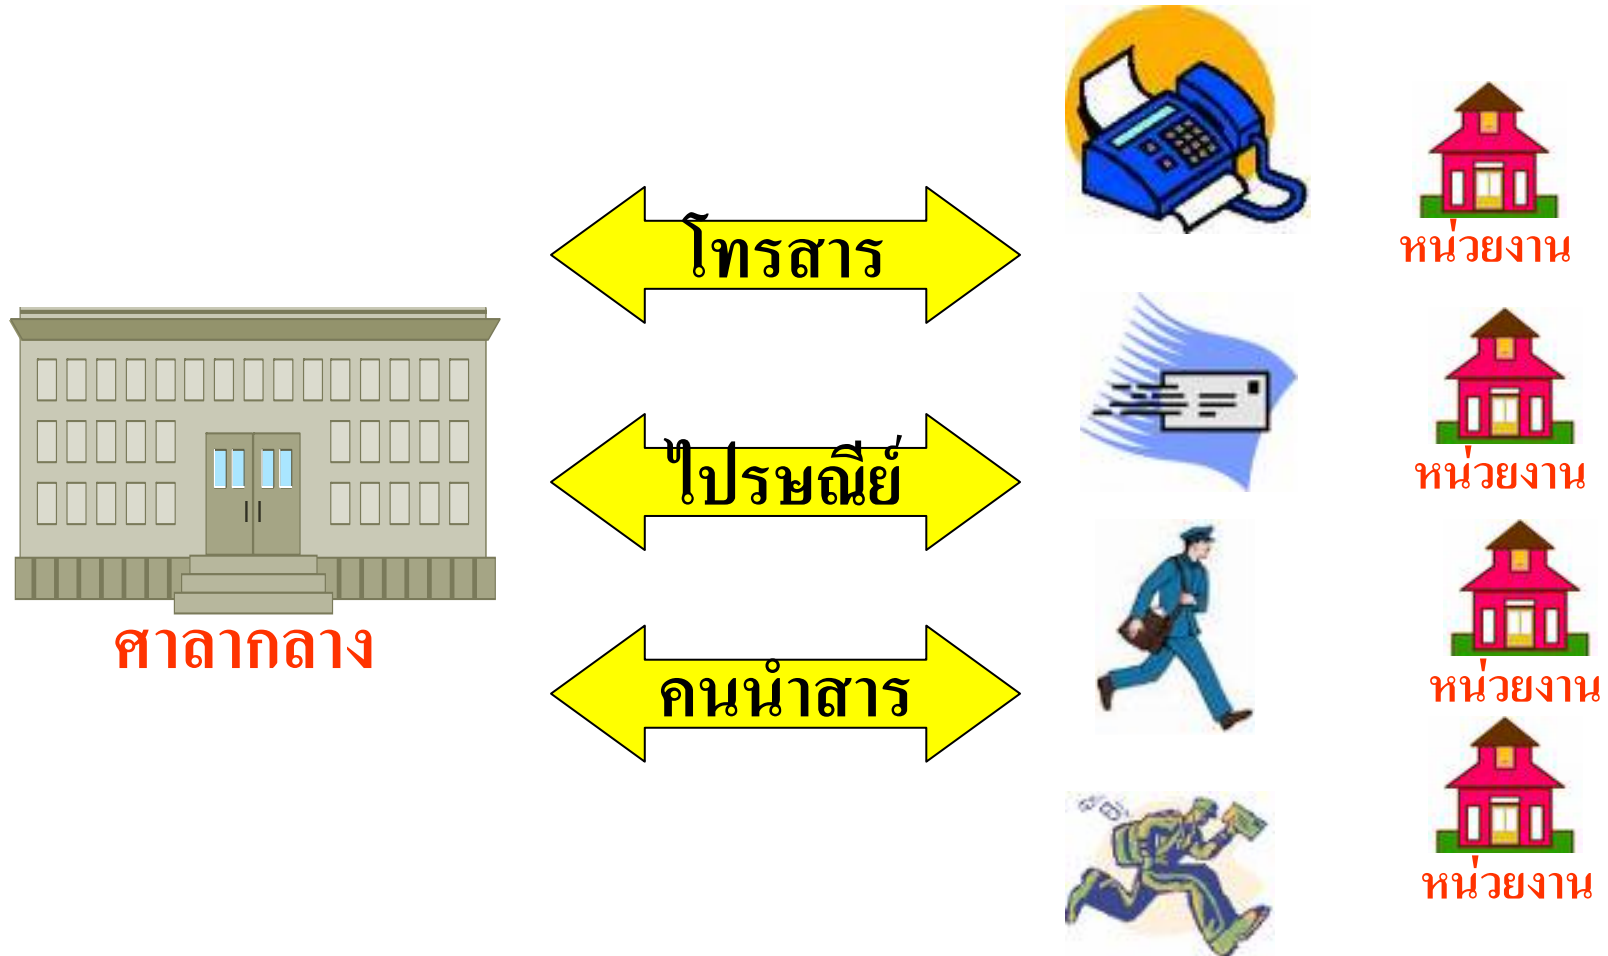 โทรสาร
หน่วยงาน
ไปรษณีย์
หน่วยงาน
ศาลากลาง
คนนำสาร
หน่วยงาน
หน่วยงาน